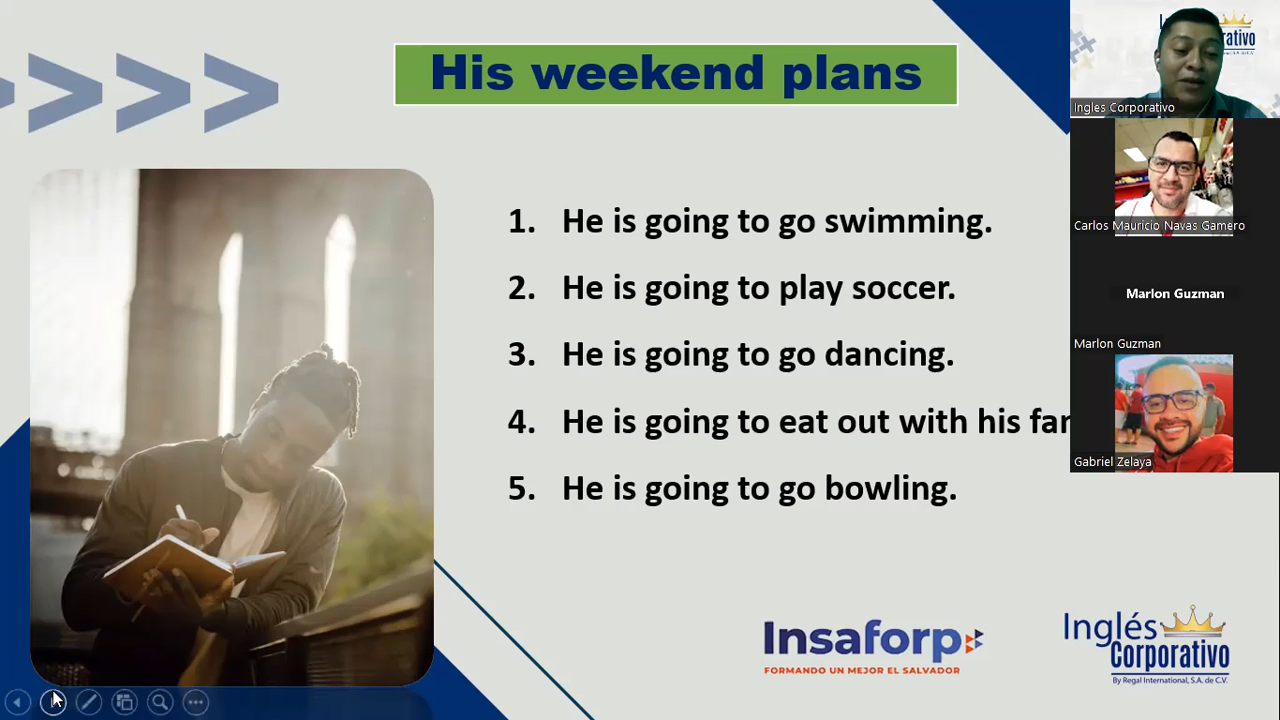 His weekend plans
1. He is going to go swimming.
2. He is going to play soccer.
3. He is going to go dancing.
4. He is going to eat out with his
5. He is going to go bowling.
Insaforp
FORMANDO UN MEJOR EL SALVADOR
Inglés
Corporativo
By Regal International, S.A. de C.V.
Ingles Corporativo
Carlos Mauricio Navas Gamero
Marlon Guzman
Marlon Guzman
Gabriel Zelaya